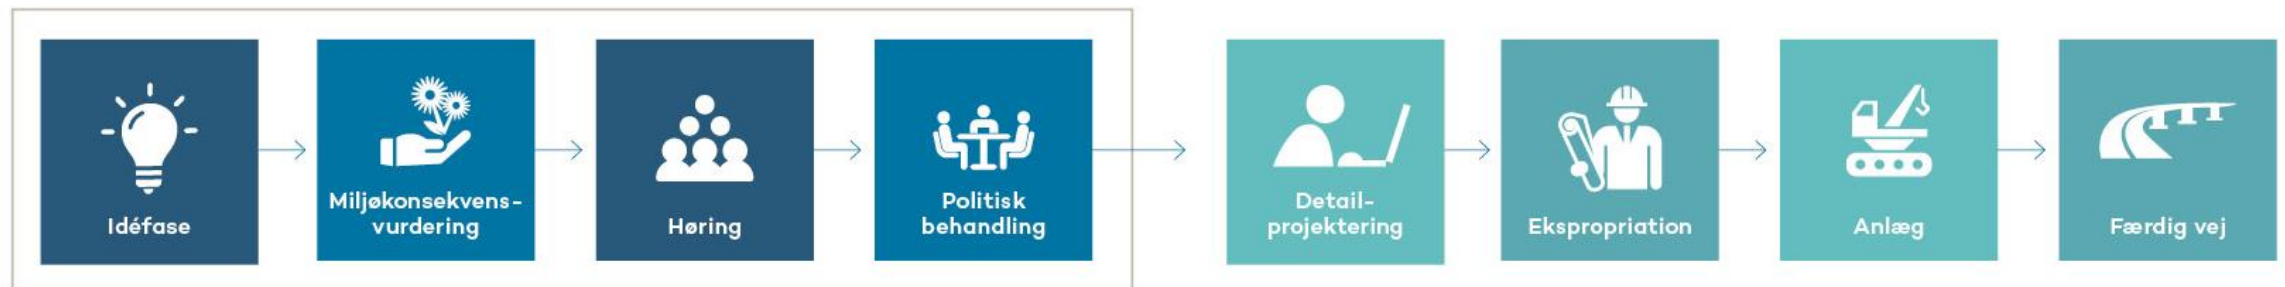 Idéfase
Miljøkonsekvens-
vurdering
Høring
Politisk
behandling
Detail-
projektering
Ekspropriation
Anlæg
Færdig vej